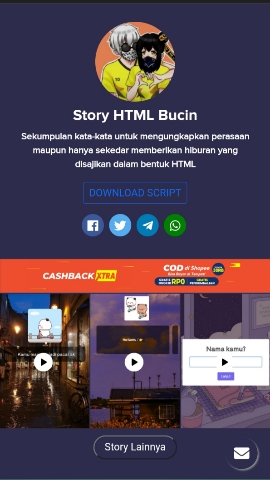 Story HTML Bucin
Sekumpulan kata-kata untuk mengungkapkan perasaan
maupun hanya sekedar memberikan hiburan yang
disajikan dalam bentuk HTML
DOWNLOAD SCRIPT
CASHBACK XTRA
COD di Shopee
RP0
Nama kamu?
Story Lainnya